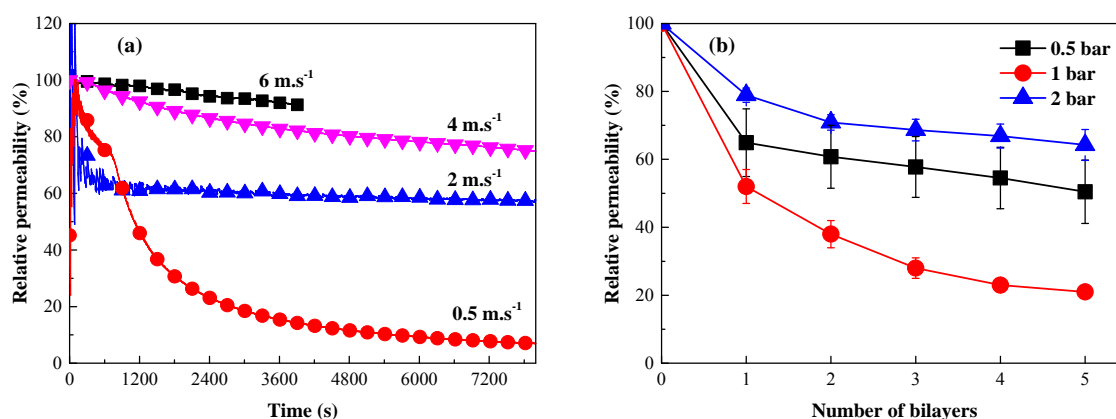 (a)
120
100
80
60
40
20
0
Relative permeability (%)
6 m.s⁻¹
4 m.s⁻¹
2 m.s⁻¹
0.5 m.s⁻¹
0 1200 2400 3600 4800 6000 7200
Time (s)
(b)
100
80
60
40
20
0
Relative permeability (%)
0.5 bar
1 bar
2 bar
0 1 2 3 4 5
Number of bilayers